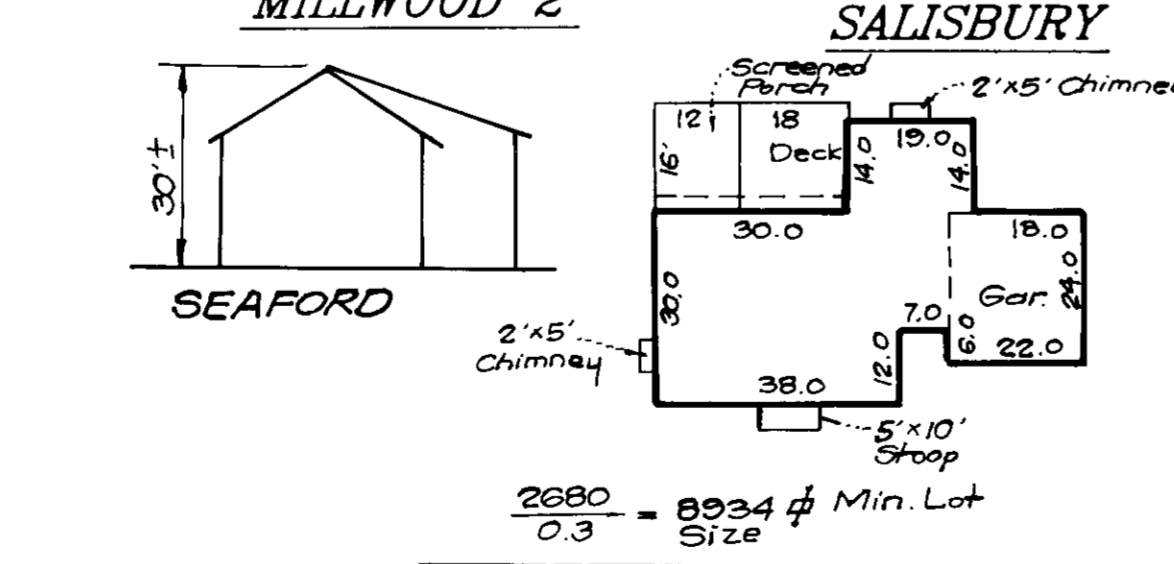 MILLWOOD 2
SALISBURY
30'±
SEAFORD
Screened
Porch
2'x5' Chimney
12
18
16'
Deck
14.0
19.0
14.0
30.0
18.0
30.0
Gar.
24.0
7.0
6.0
22.0
12.0
2'x5'
Chimney
38.0
5'x10'
Stoop
2680
0.3
= 8934 ⌀ Min. Lot
Size